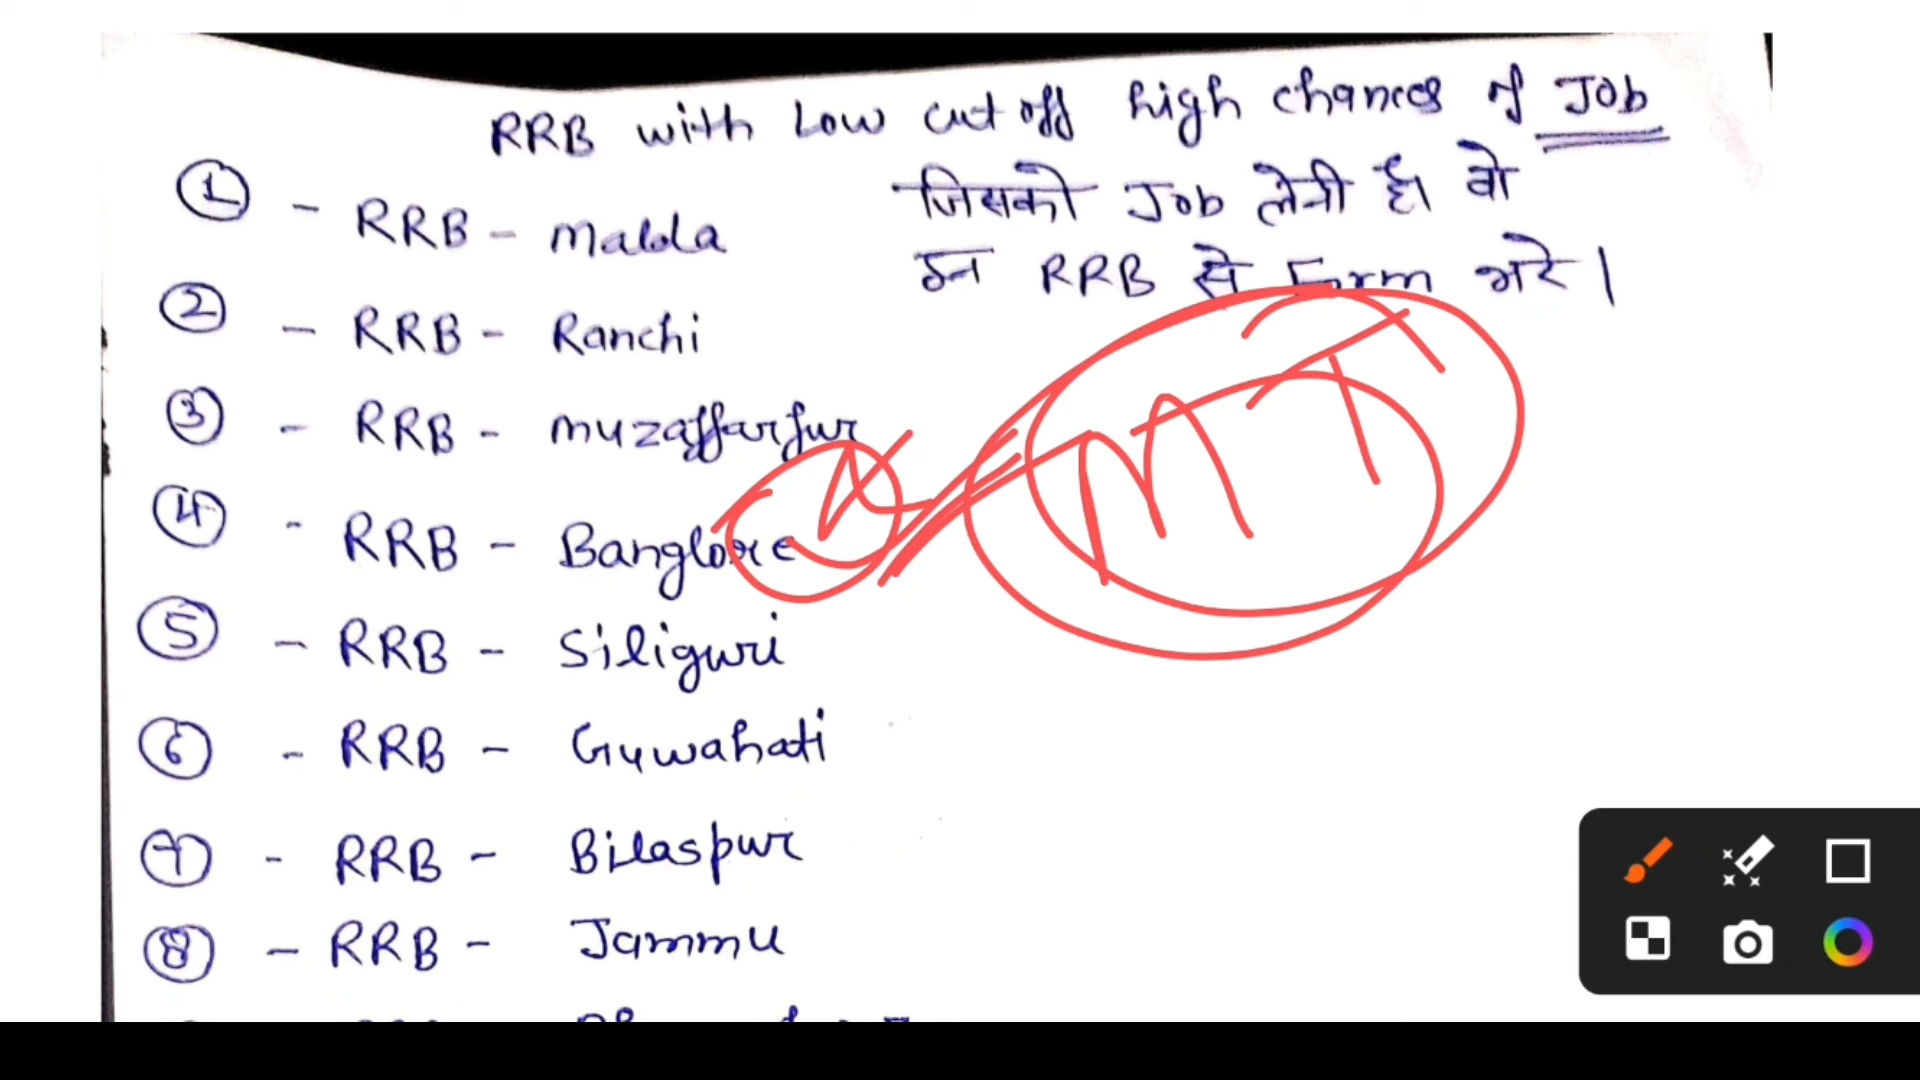 RRB with Low cut off high chances of Job
जिसको Job लेनी है। वो
इन RRB से Form भरे।
① - RRB - Malda
② - RRB - Ranchi
③ - RRB - muzaffarfur
④ - RRB - Banglore
⑤ - RRB - Siliguri
⑥ - RRB - Guwahati
⑦ - RRB - Bilaspur
⑧ - RRB - Jammu
MT